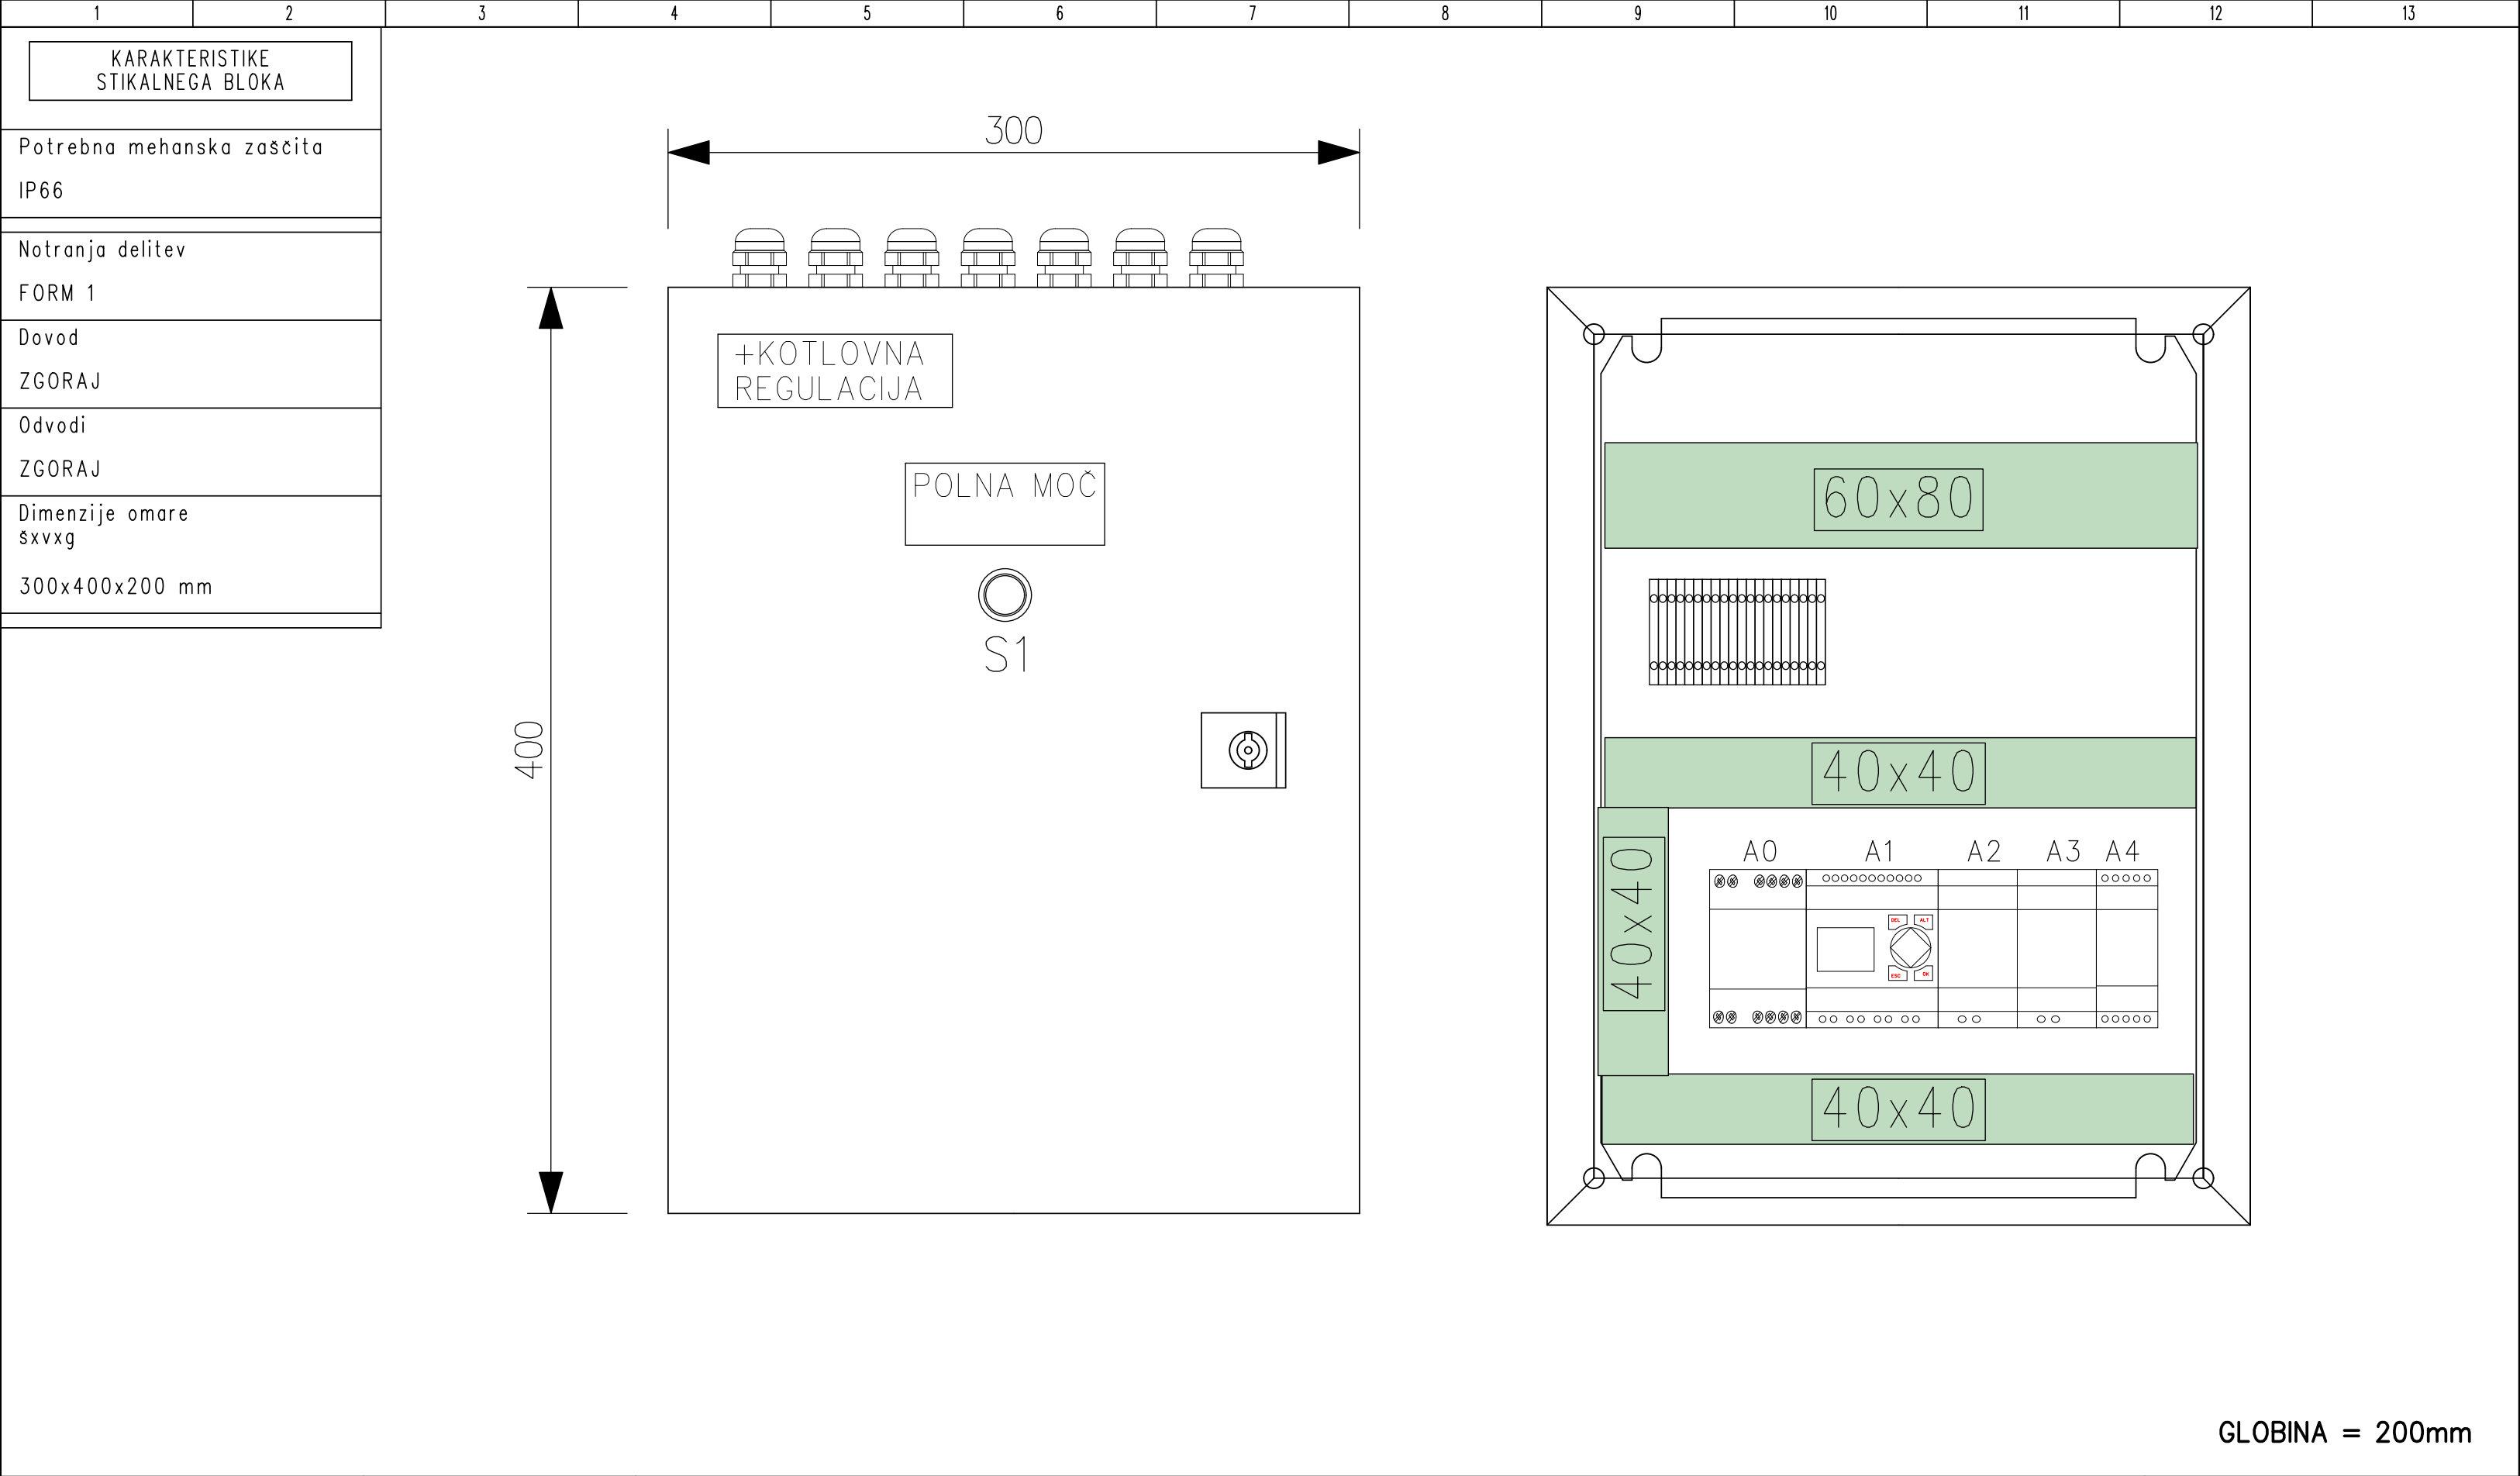 1 2 3 4 5 6 7 8 9 10 11 12 13
KARAKTERISTIKE
STIKALNEGA BLOKA
Potrebna mehanska zaščita
IP66
Notranja delitev
FORM 1
Dovod
ZGORAJ
Odvodi
ZGORAJ
Dimenzije omare
šxvxg
300x400x200 mm
300
400
+KOTLOVNA
REGULACIJA
POLNA MOČ
S1
60x80
40x40
40x40
A0 A1 A2 A3 A4
DEL ALT
ESC OK
40x40
GLOBINA = 200mm